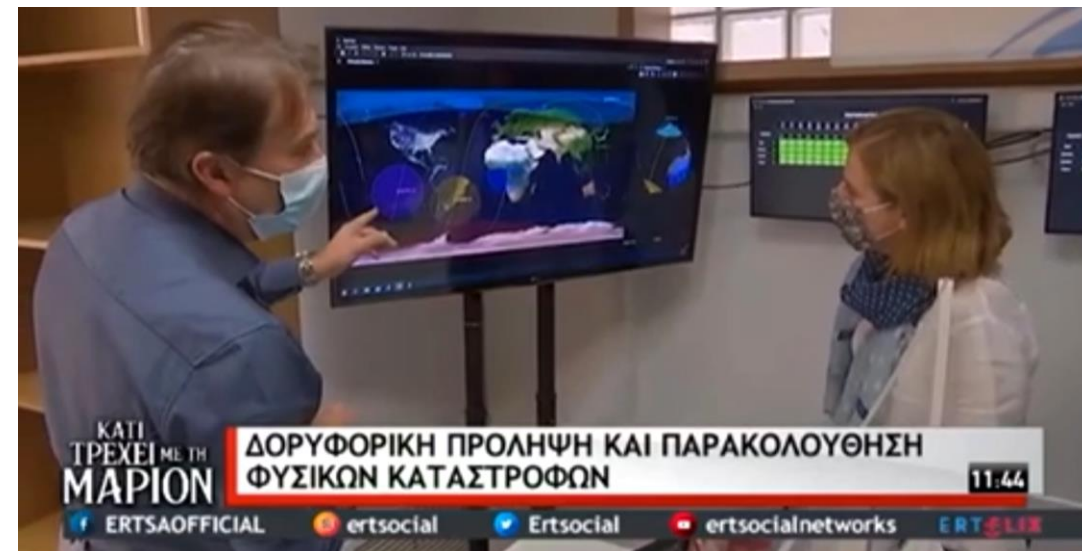 ΚΑΤΙ
ΤΡΕΧΕΙ ΜΕ ΤΗ
ΜΑΡΙΟΝ
ΔΟΡΥΦΟΡΙΚΗ ΠΡΟΛΗΨΗ ΚΑΙ ΠΑΡΑΚΟΛΟΥΘΗΣΗ
ΦΥΣΙΚΩΝ ΚΑΤΑΣΤΡΟΦΩΝ
11:44
ERTSAOFFICIAL ertsocial Ertsocial ertsocialnetworks ERTFLIX